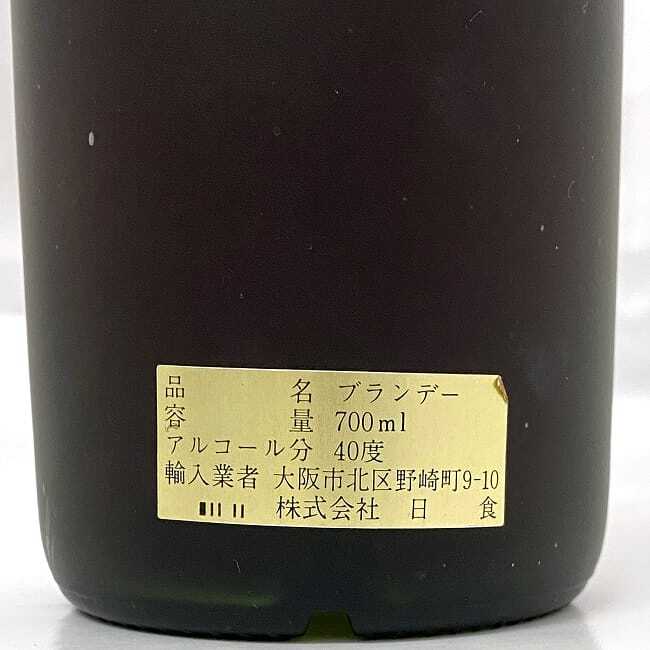 品名 ブランデー
容量 700ml
アルコール分 40度
輸入業者 大阪市北区野崎町9-10
株式会社 日食